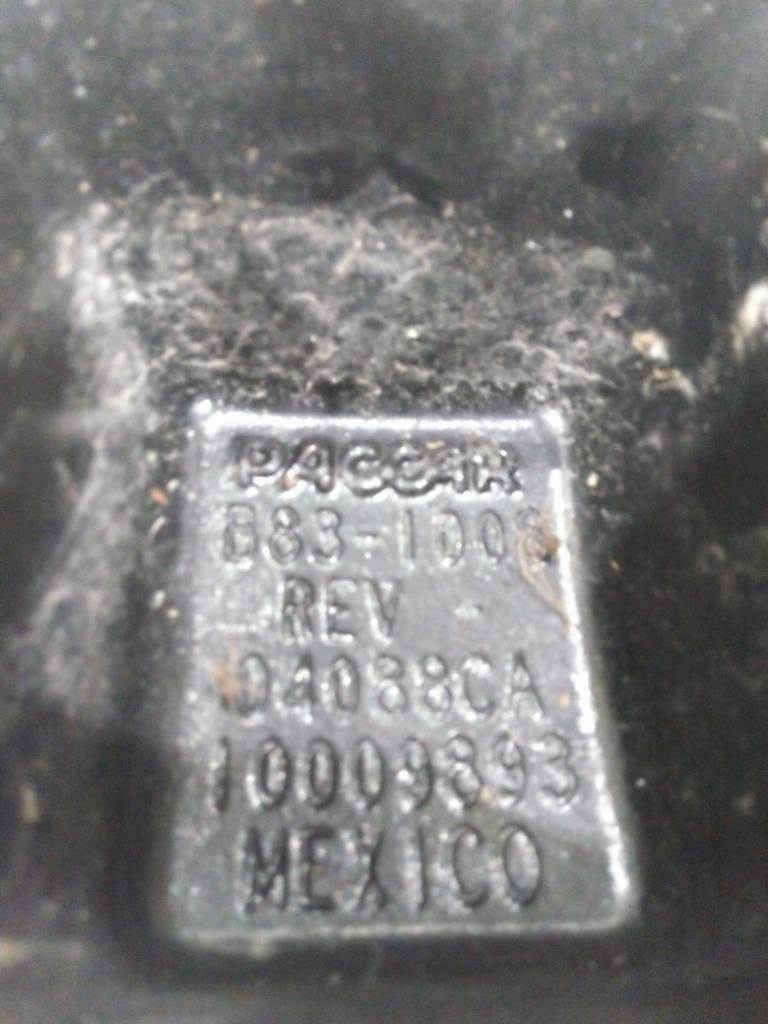 PACCAR
B83-1008
REV -
04088CA
10009893
MEXICO